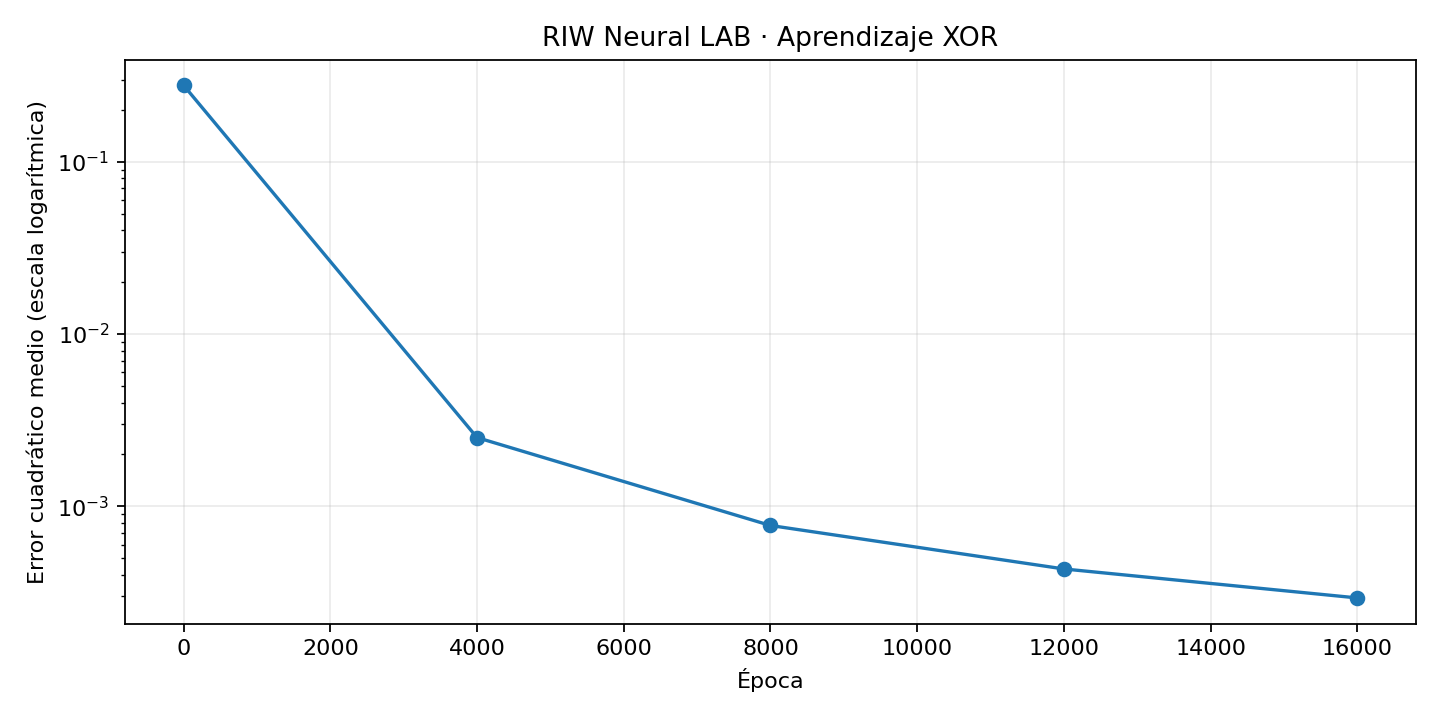 RIW Neural LAB · Aprendizaje XOR
Error cuadrático medio (escala logarítmica)
10⁻¹
10⁻²
10⁻³
0 2000 4000 6000 8000 10000 12000 14000 16000
Época